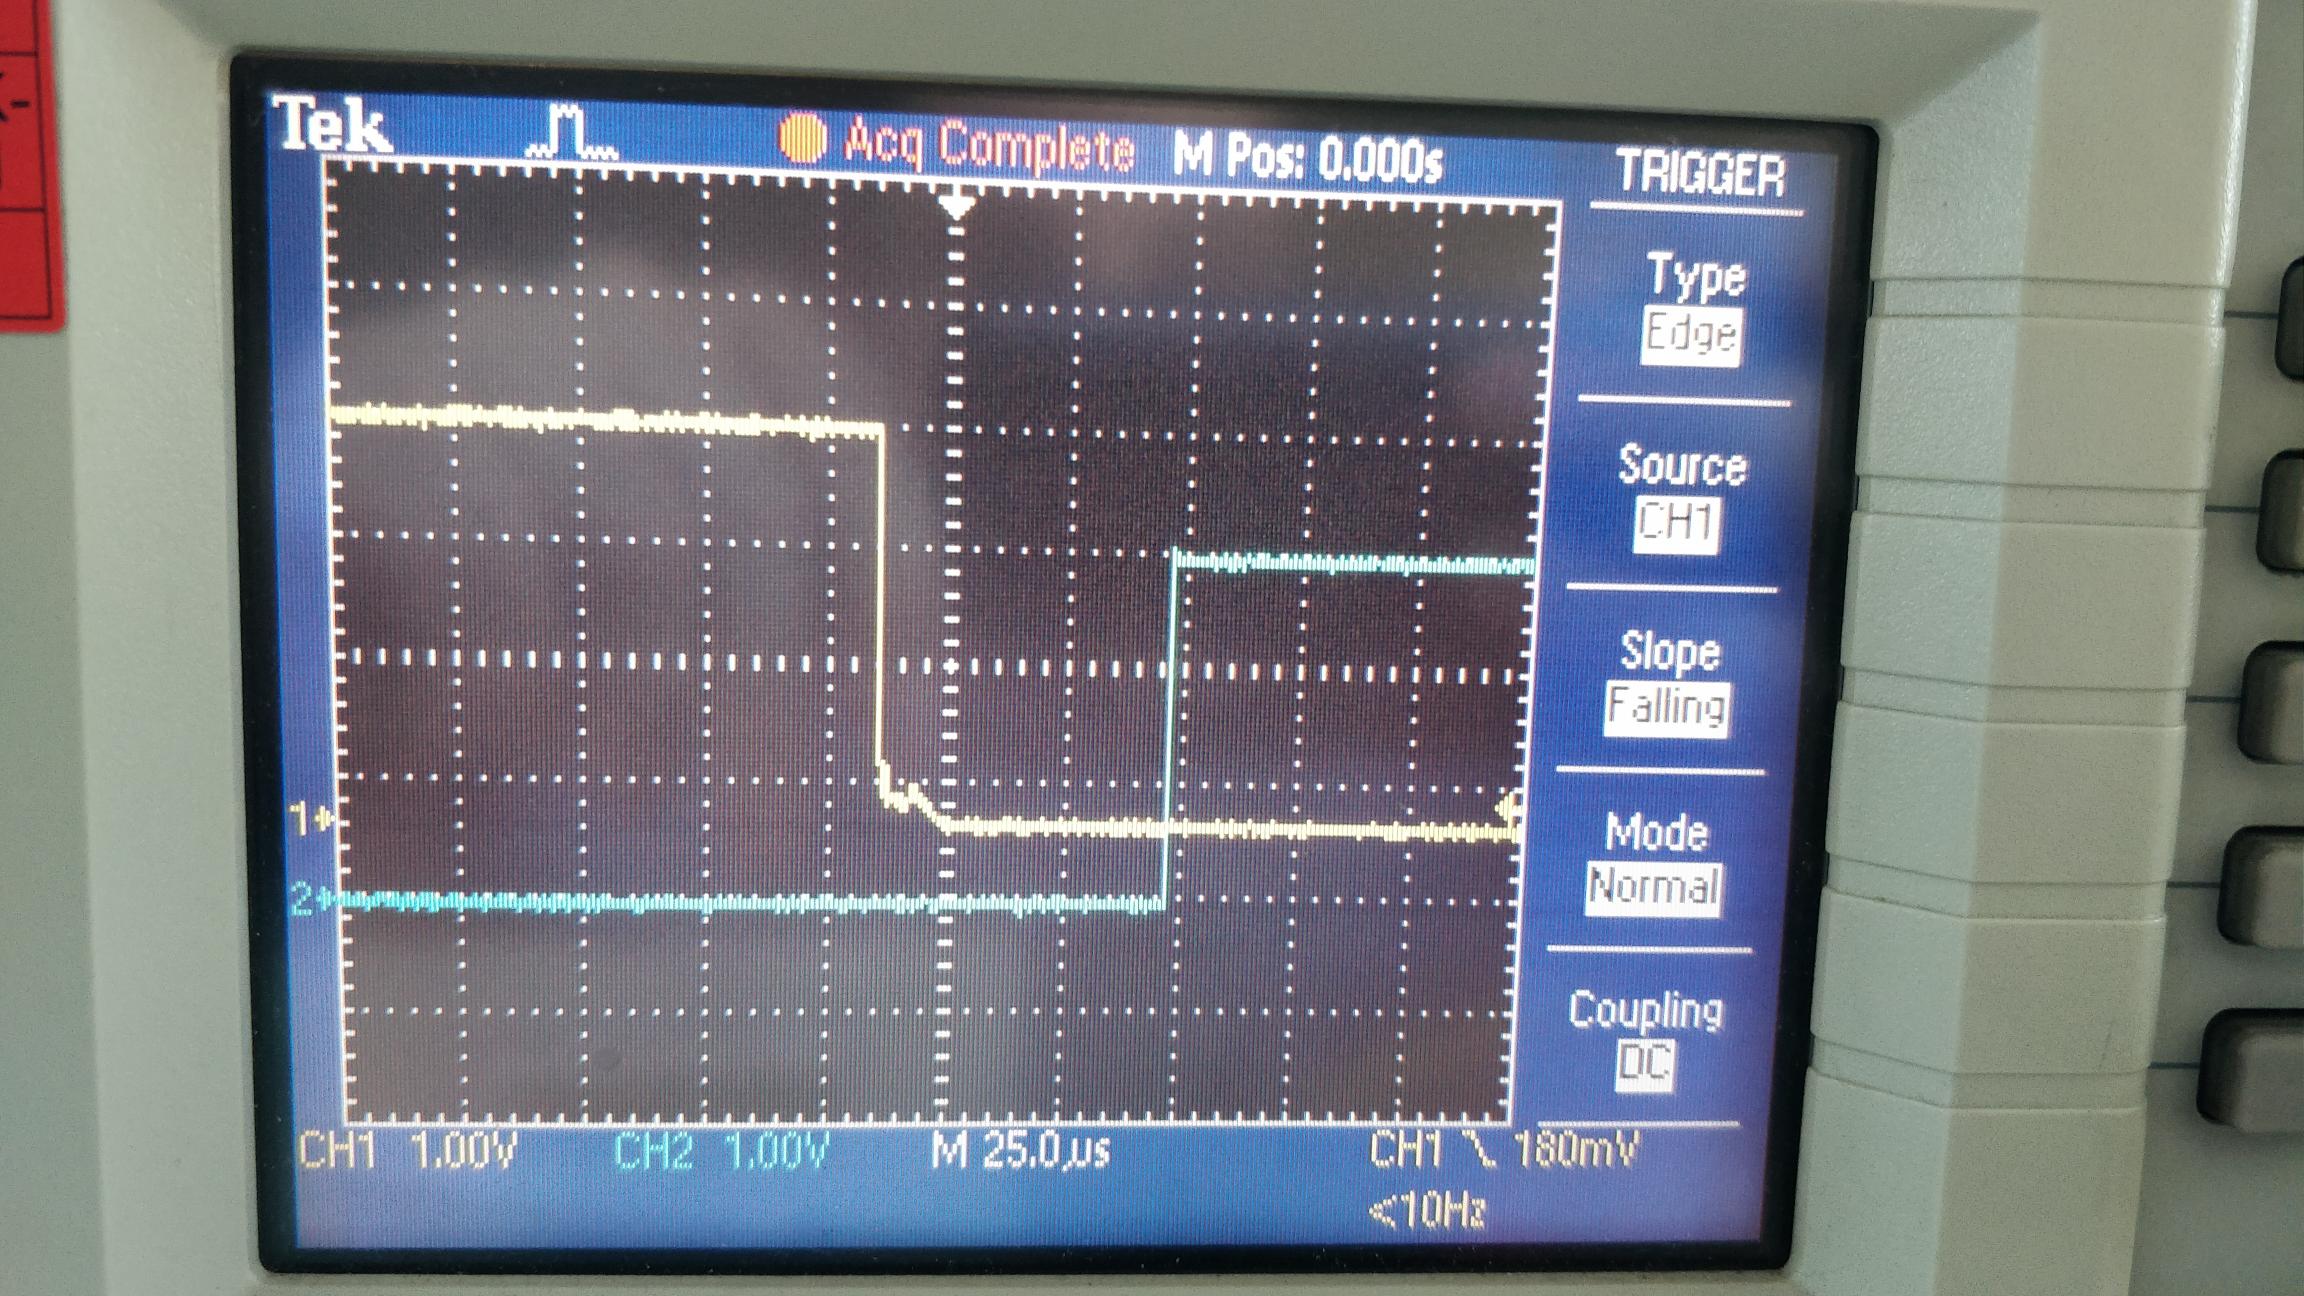 Tek
Acq Complete
M Pos: 0.000s
TRIGGER
Type
Edge
Source
CH1
Slope
Falling
Mode
Normal
Coupling
DC
1
2
CH1 1.00V
CH2 1.00V
M 25.0µs
CH1 180mV
<10Hz